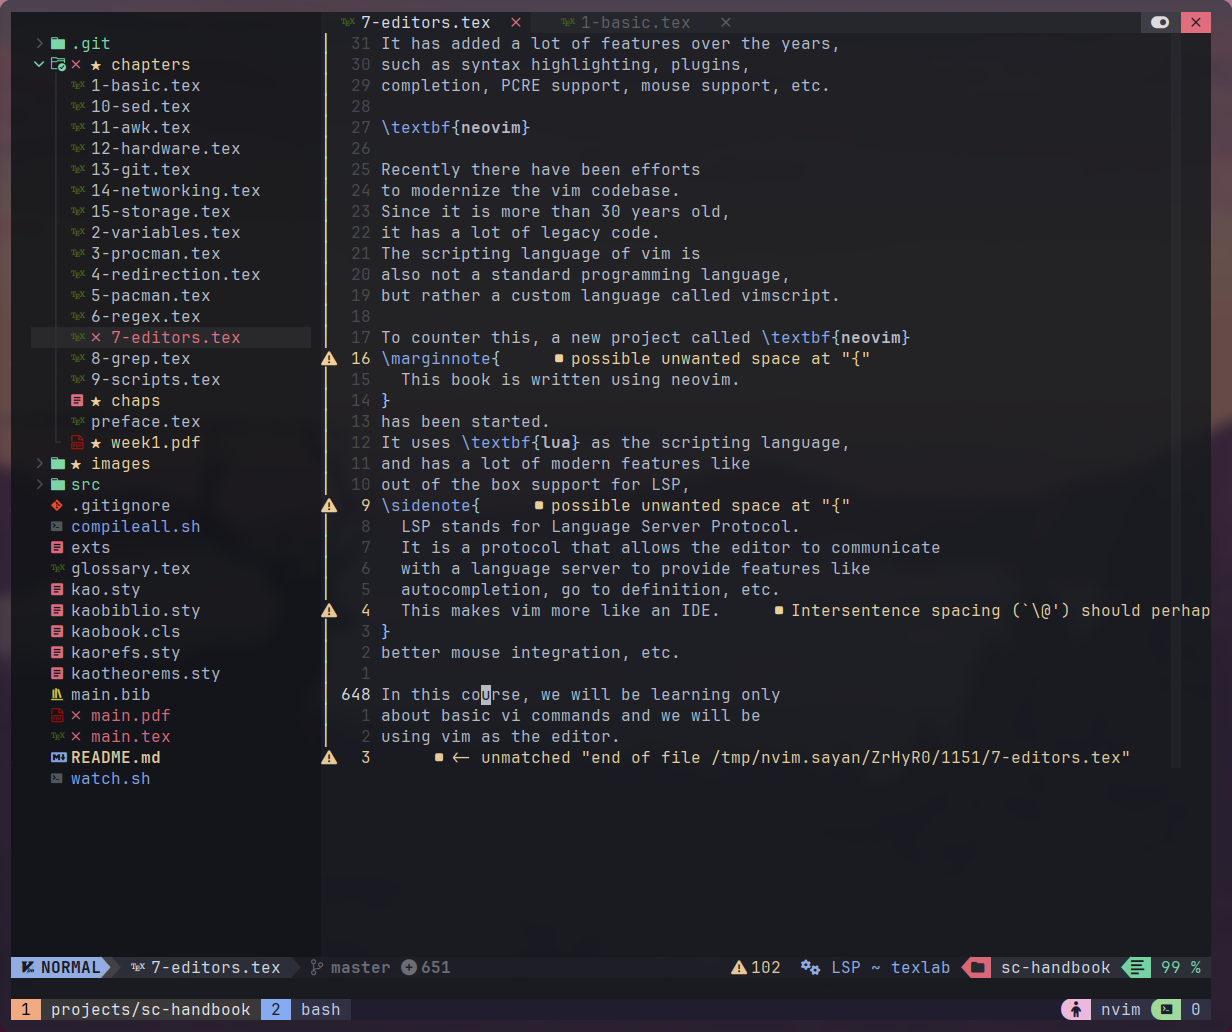 7-editors.tex
1-basic.tex
.git
chapters
1-basic.tex
10-sed.tex
11-awk.tex
12-hardware.tex
13-git.tex
14-networking.tex
15-storage.tex
2-variables.tex
3-procman.tex
4-redirection.tex
5-pacman.tex
6-regex.tex
7-editors.tex
8-grep.tex
9-scripts.tex
chaps
preface.tex
week1.pdf
images
src
.gitignore
compileall.sh
exts
glossary.tex
kao.sty
kaobiblio.sty
kaobook.cls
kaorefs.sty
kaotheorems.sty
main.bib
main.pdf
main.tex
README.md
watch.sh
31 It has added a lot of features over the years,
30 such as syntax highlighting, plugins,
29 completion, PCRE support, mouse support, etc.
28
27 \textbf{neovim}
26
25 Recently there have been efforts
24 to modernize the vim codebase.
23 Since it is more than 30 years old,
22 it has a lot of legacy code.
21 The scripting language of vim is
20 also not a standard programming language,
19 but rather a custom language called vimscript.
18
17 To counter this, a new project called \textbf{neovim}
16 \marginnote{ possible unwanted space at "{"
15 This book is written using neovim.
14 }
13 has been started.
12 It uses \textbf{lua} as the scripting language,
11 and has a lot of modern features like
10 out of the box support for LSP,
9 \sidenote{ possible unwanted space at "{"
8 LSP stands for Language Server Protocol.
7 It is a protocol that allows the editor to communicate
6 with a language server to provide features like
5 autocompletion, go to definition, etc.
4 This makes vim more like an IDE. Intersentence spacing (`\@') should perhap
3 }
2 better mouse integration, etc.
1
648 In this course, we will be learning only
1 about basic vi commands and we will be
2 using vim as the editor.
3 <- unmatched "end of file /tmp/nvim.sayan/ZrHyR0/1151/7-editors.tex"
NORMAL 7-editors.tex master 651 102 LSP ~ texlab sc-handbook 99 %
1 projects/sc-handbook 2 bash nvim 0